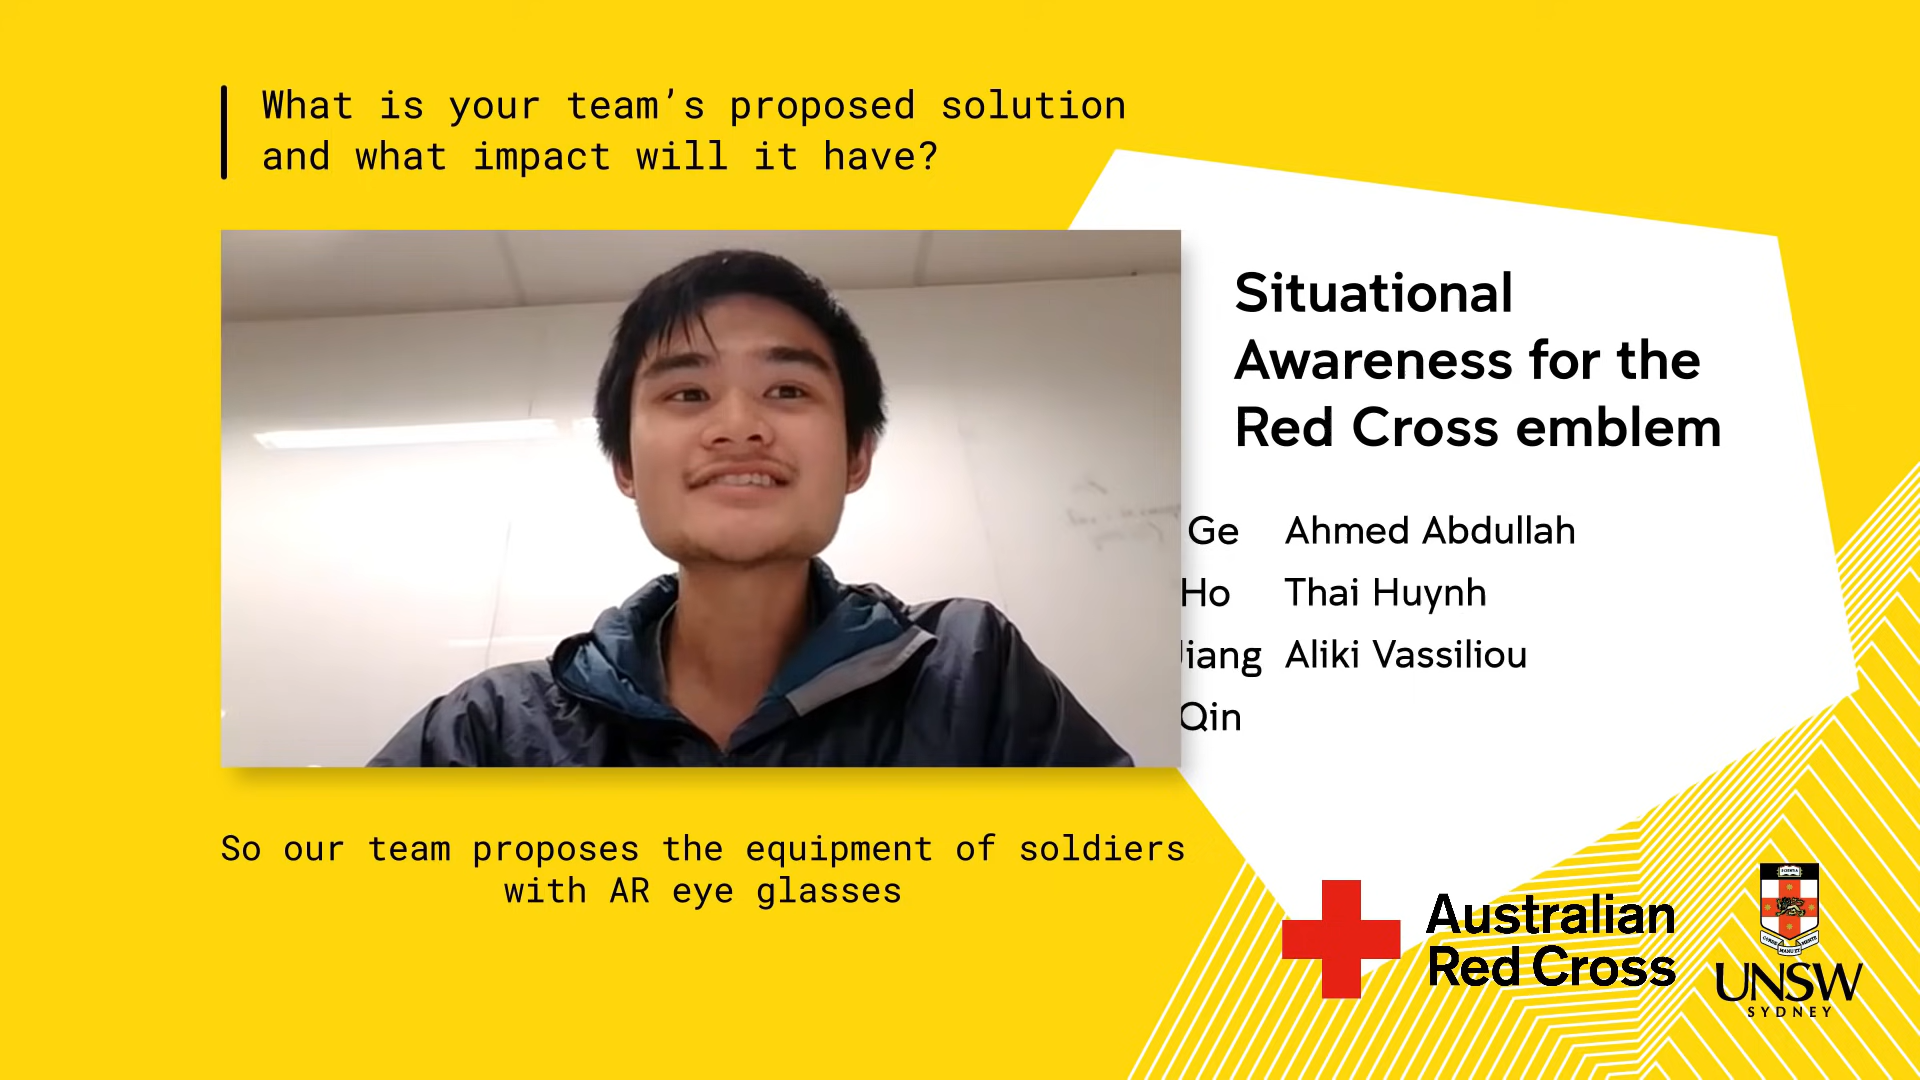 What is your team’s proposed solution
and what impact will it have?
Situational
Awareness for the
Red Cross emblem
Ge Ahmed Abdullah
Ho Thai Huynh
Jiang Aliki Vassiliou
Qin
So our team proposes the equipment of soldiers
with AR eye glasses
Australian
Red Cross
UNSW
SYDNEY